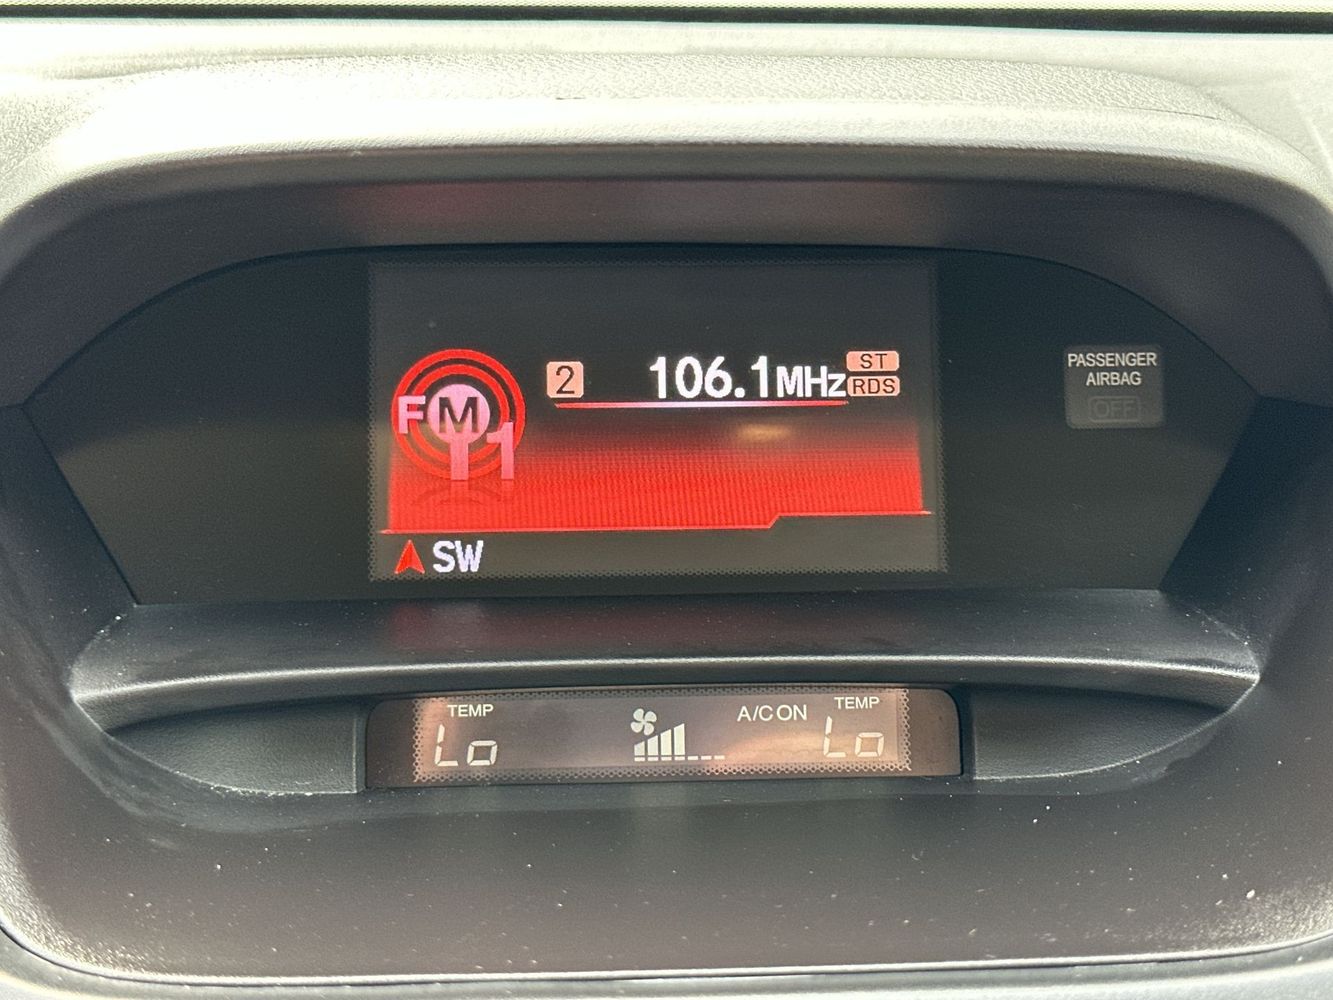 FM1
2 106.1MHz ST
RDS
PASSENGER
AIRBAG
OFF
SW
TEMP A/C ON TEMP
Lo Lo